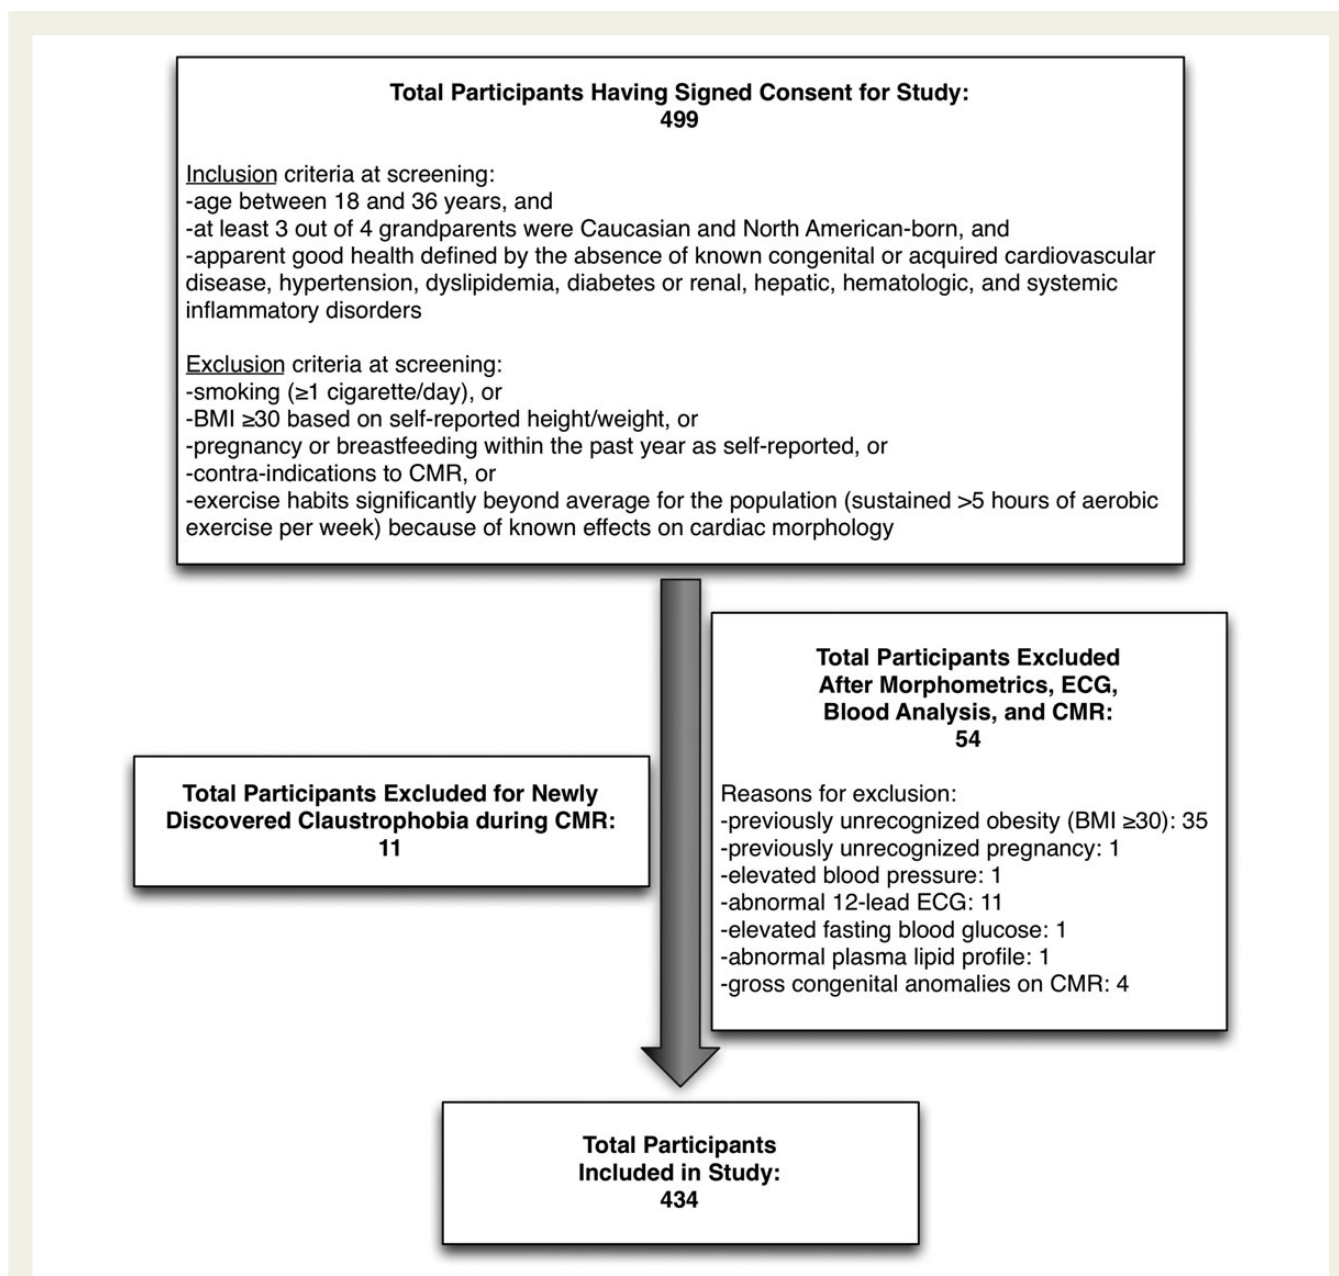 Total Participants Having Signed Consent for Study:
499
Inclusion criteria at screening:
-age between 18 and 36 years, and
-at least 3 out of 4 grandparents were Caucasian and North American-born, and
-apparent good health defined by the absence of known congenital or acquired cardiovascular
disease, hypertension, dyslipidemia, diabetes or renal, hepatic, hematologic, and systemic
inflammatory disorders
Exclusion criteria at screening:
-smoking (≥1 cigarette/day), or
-BMI ≥30 based on self-reported height/weight, or
-pregnancy or breastfeeding within the past year as self-reported, or
-contra-indications to CMR, or
-exercise habits significantly beyond average for the population (sustained >5 hours of aerobic
exercise per week) because of known effects on cardiac morphology
Total Participants Excluded for Newly
Discovered Claustrophobia during CMR:
11
Total Participants Excluded
After Morphometrics, ECG,
Blood Analysis, and CMR:
54
Reasons for exclusion:
-previously unrecognized obesity (BMI ≥30): 35
-previously unrecognized pregnancy: 1
-elevated blood pressure: 1
-abnormal 12-lead ECG: 11
-elevated fasting blood glucose: 1
-abnormal plasma lipid profile: 1
-gross congenital anomalies on CMR: 4
Total Participants
Included in Study:
434